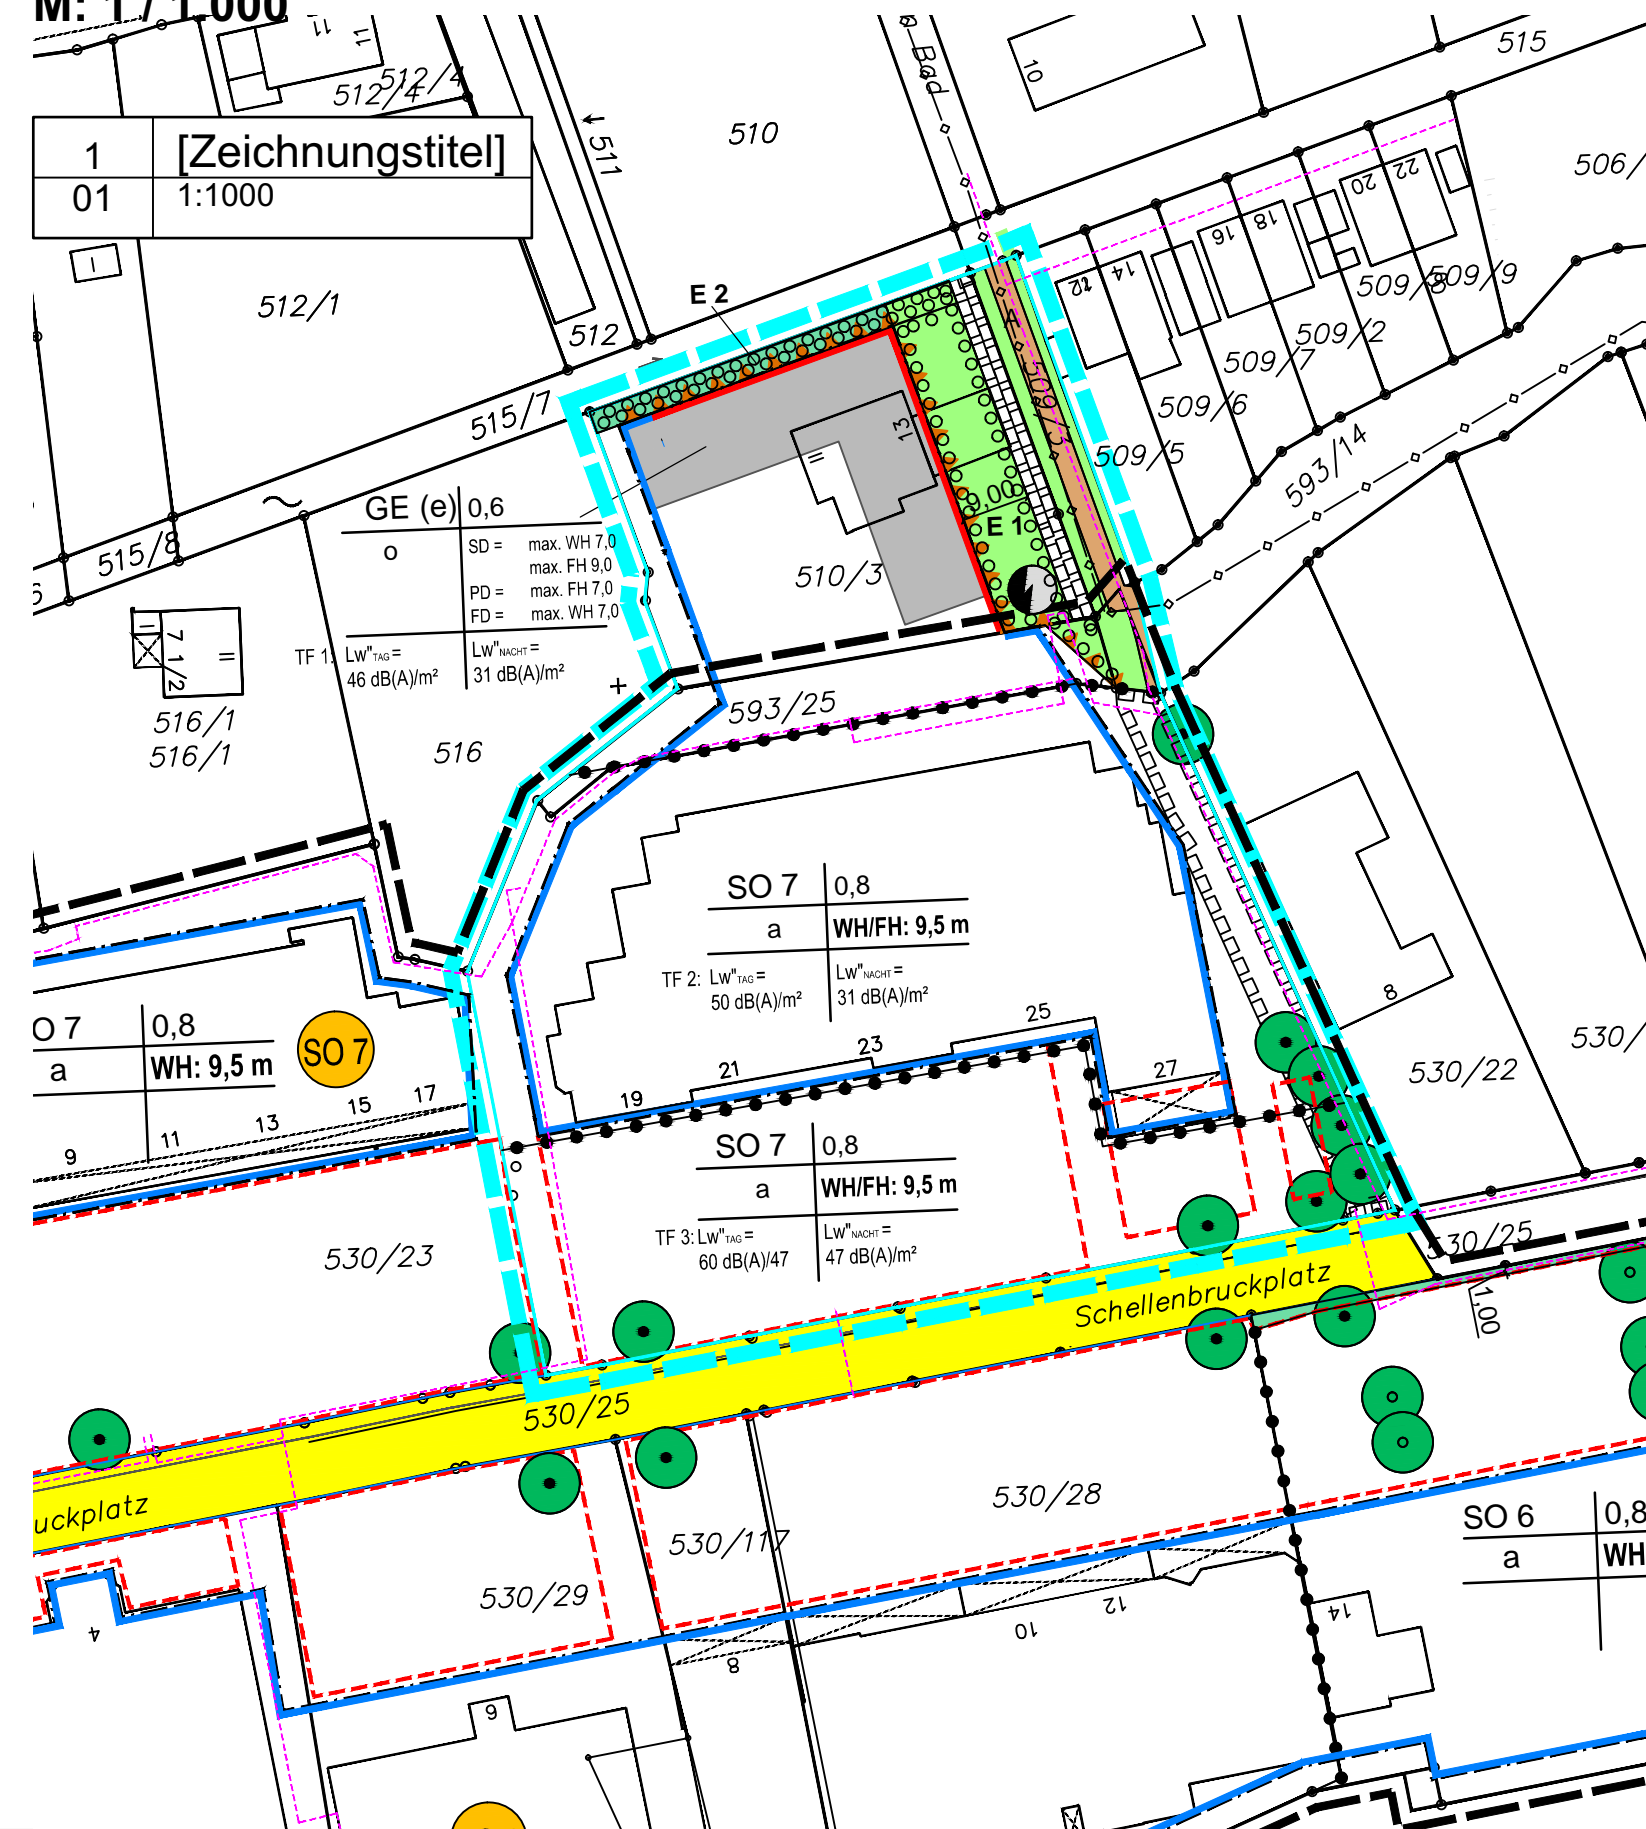 M: 1 / 1.000
1 [Zeichnungstitel]
01 1:1000
11
11
512/4
512/4
511
510
Bad
10
515
506/
512/1
512
E 2
22
20
18
16
14
12
509/9
509/8
509/2
509/7
509/6
509/5
593/14
515/7
515/8
GE (e) 0,6
o
SD = max. WH 7,0
max. FH 9,0
PD = max. FH 7,0
FD = max. WH 7,0
TF 1: Lw"TAG =
46 dB(A)/m²
Lw"NACHT =
31 dB(A)/m²
13
II
9,00
E 1
510/3
7 1/2
II
516/1
516/1
516
593/25
SO 7 0,8
a WH/FH: 9,5 m
TF 2: Lw"TAG =
50 dB(A)/m²
Lw"NACHT =
31 dB(A)/m²
8
530/22
530/
O 7 0,8
a WH: 9,5 m
SO 7
9
11
13
15
17
19
21
23
25
27
SO 7 0,8
a WH/FH: 9,5 m
TF 3: Lw"TAG =
60 dB(A)/47
Lw"NACHT =
47 dB(A)/m²
530/23
530/25
Schellenbruckplatz
1,00
530/25
uckplatz
530/28
530/117
530/29
SO 6 0,8
a WH
4
6
8
10
12
14